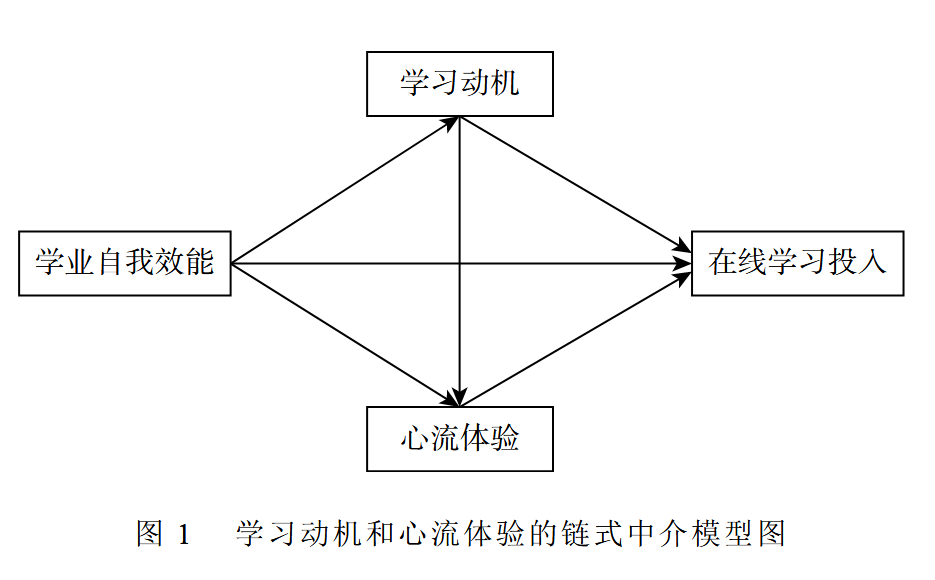 学习动机
学业自我效能
在线学习投入
心流体验
图 1 学习动机和心流体验的链式中介模型图